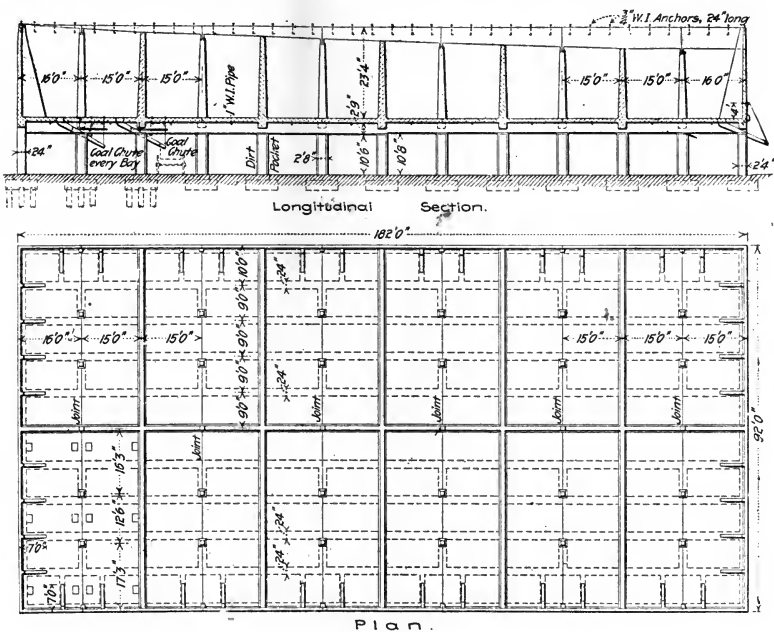 ¾" W.I. Anchors, 24" long
16'0" 15'0" 15'0" 1" W.I. Pipe 23'4" 15'0" 15'0" 16'0"
2'9"
Coal Chute every Bay
Coal Chute
24" Dirt Pocket 2'8" 10'6" 10'8" 2'4"
Longitudinal Section.
182'0"
10'0" 24"
9'0"
16'0" 15'0" 15'0" 9'0" 15'0" 15'0" 15'0"
9'0" 24"
Joint 9'0" Joint Joint Joint Joint
92'0"
Joint
16'3"
12'6" 24"
7'0" 24"
17'3"
7'0"
Plan.